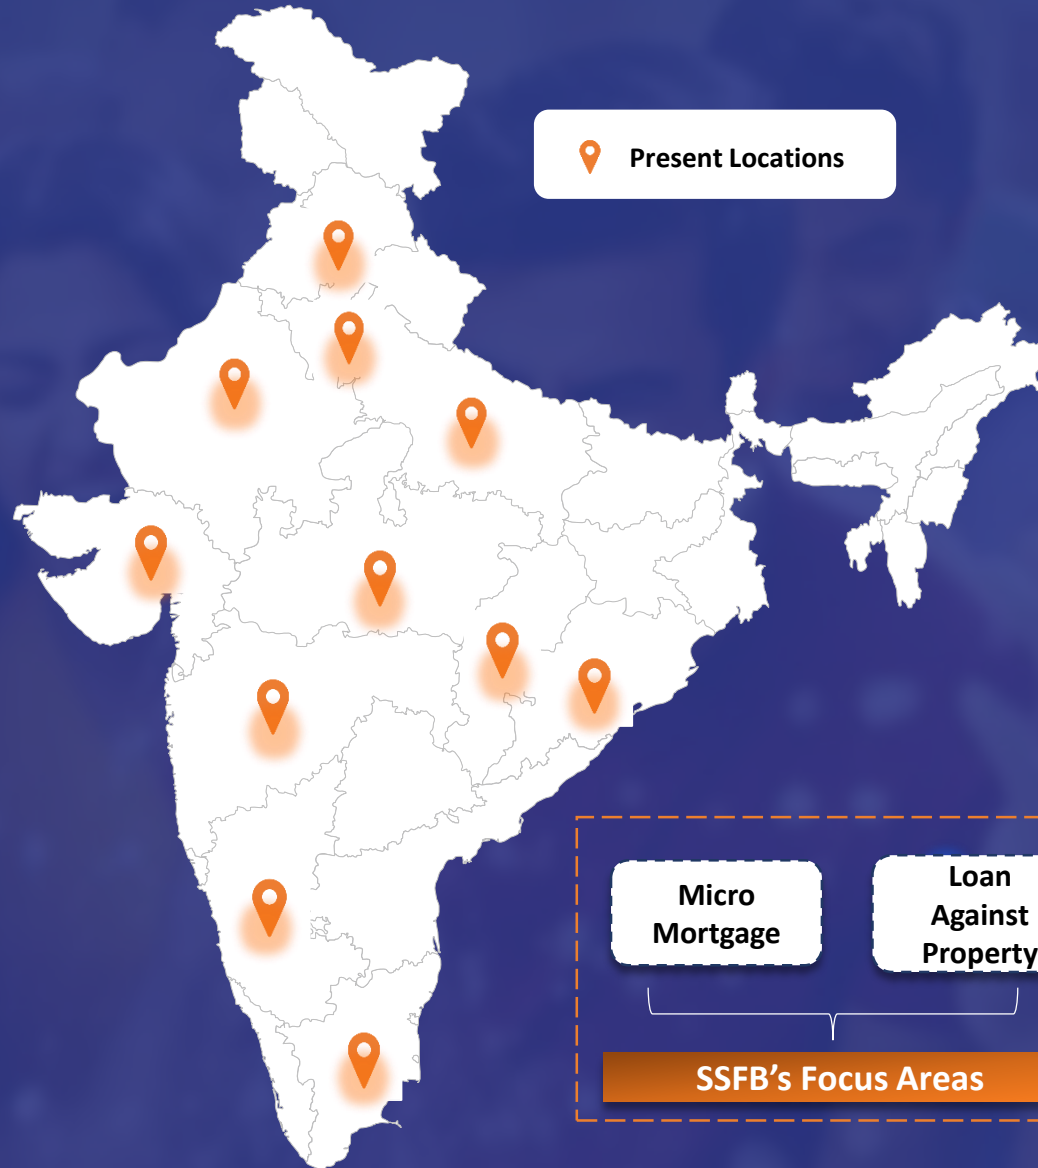 Present Locations
Micro
Mortgage
Loan
Against
Property
SSFB’s Focus Areas